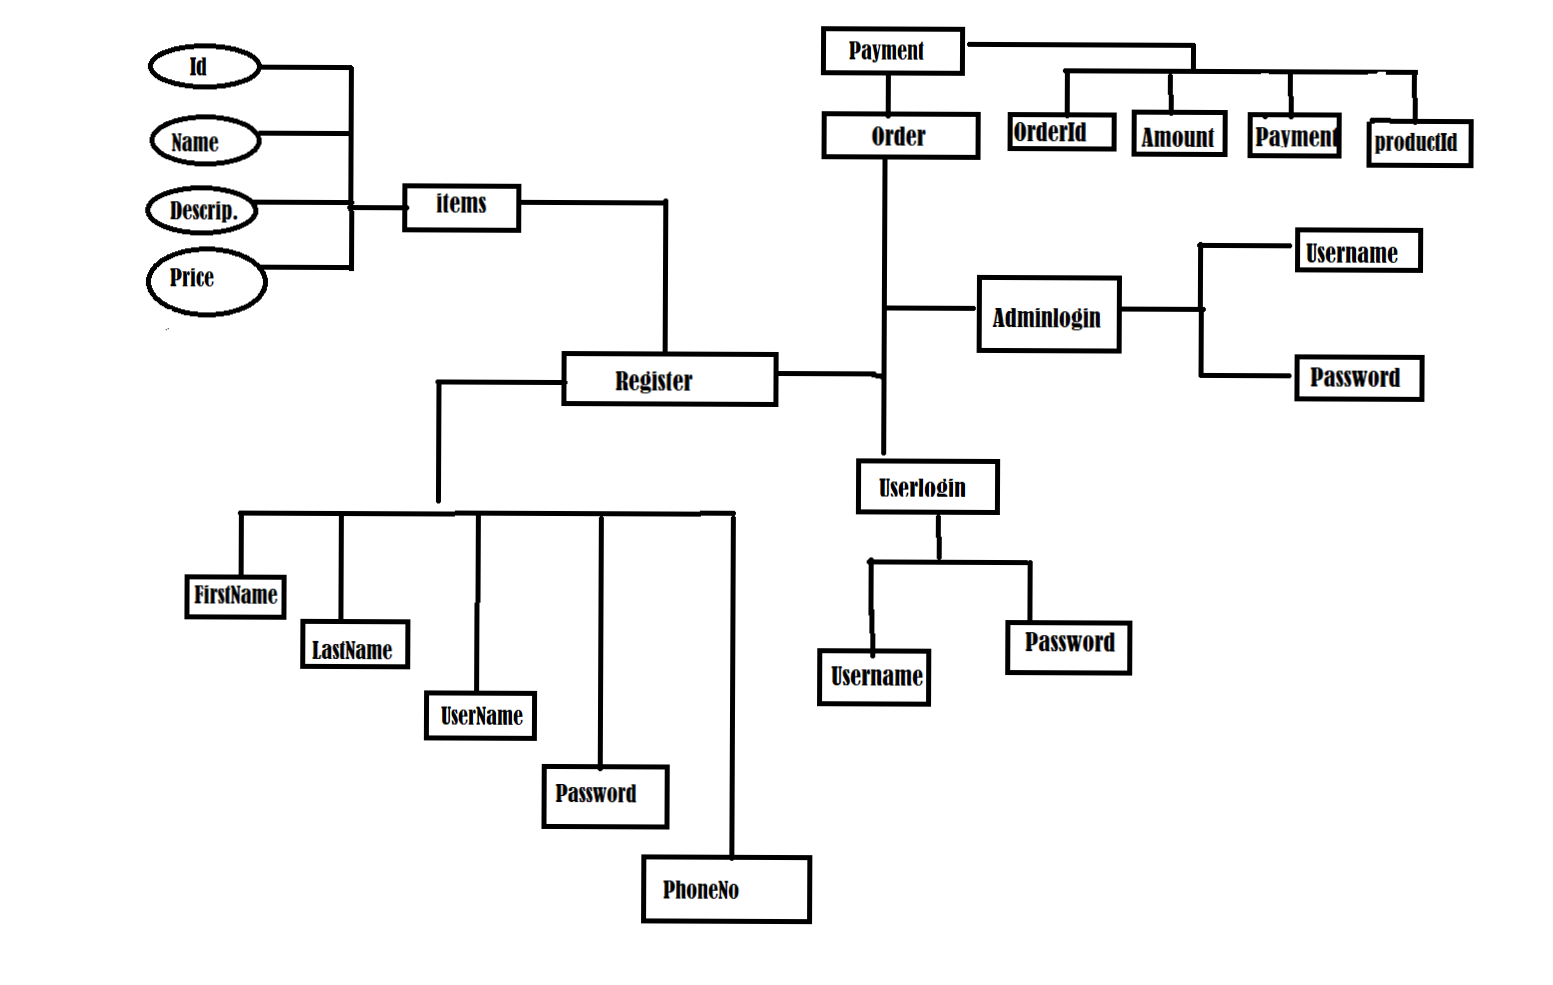 Id
Name
Descrip.
Price
items
Payment
Order
OrderId
Amount
Payment
productId
Adminlogin
Username
Password
Register
Userlogin
Username
Password
FirstName
LastName
UserName
Password
PhoneNo